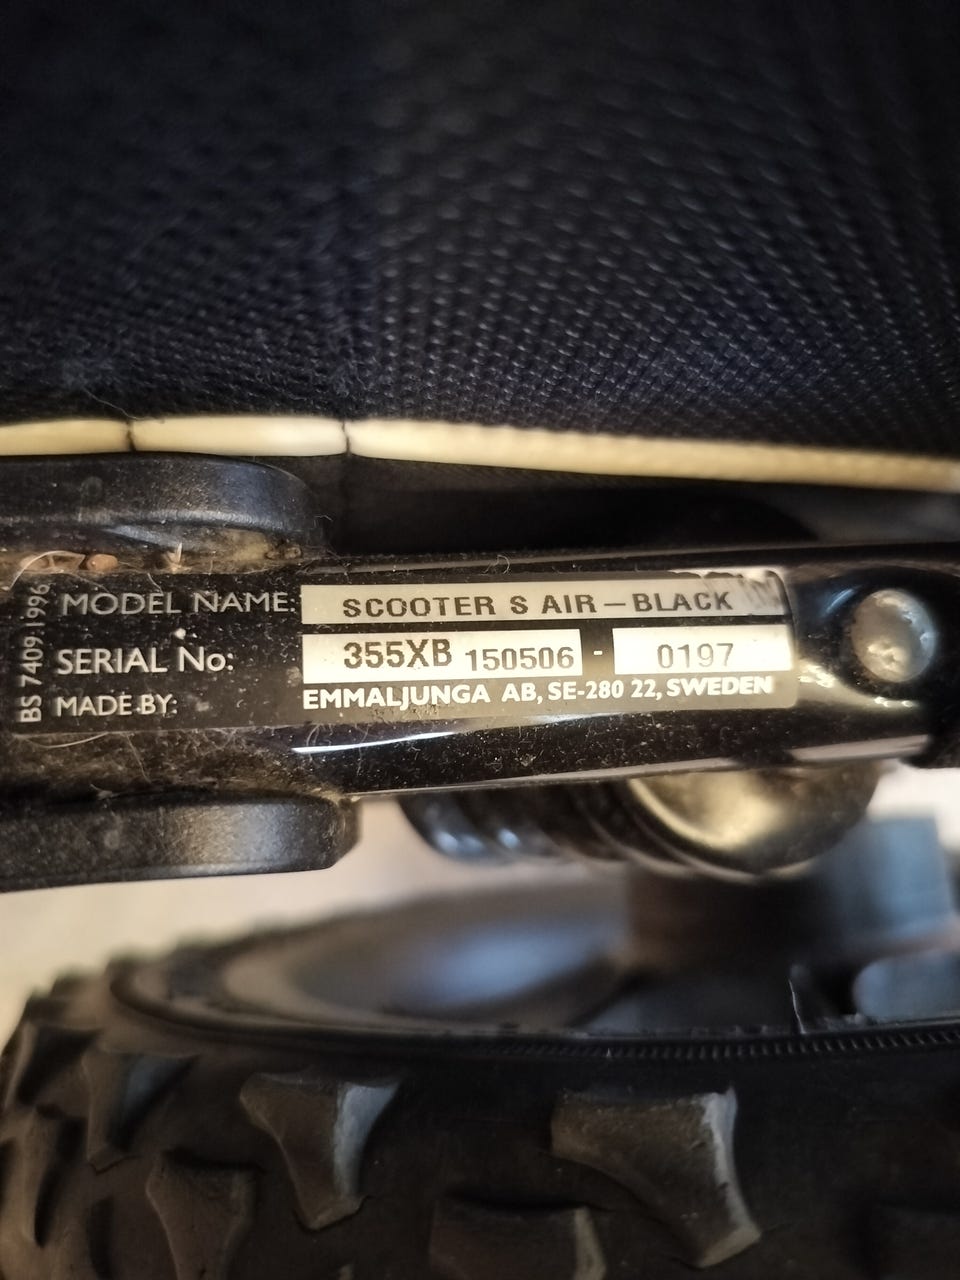 MODEL NAME: SCOOTER S AIR – BLACK
SERIAL No: 355XB 150506 - 0197
MADE BY: EMMALJUNGA AB, SE-280 22, SWEDEN
BS 7409.1996